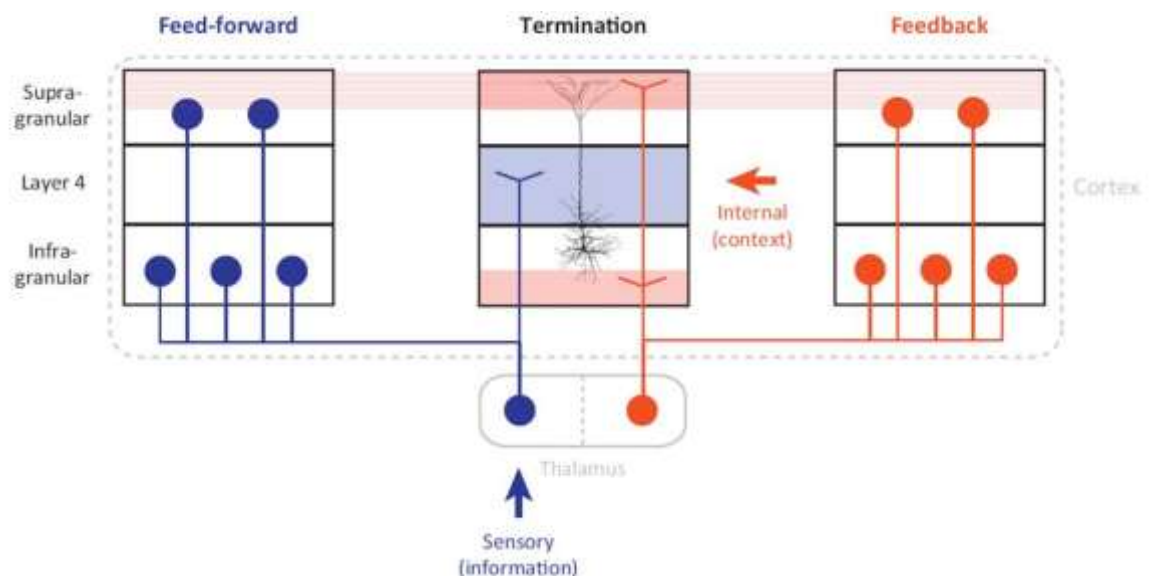 Feed-forward
Termination
Feedback
Supra-
granular
Layer 4
Infra-
granular
Internal
(context)
Cortex
Thalamus
Sensory
(information)